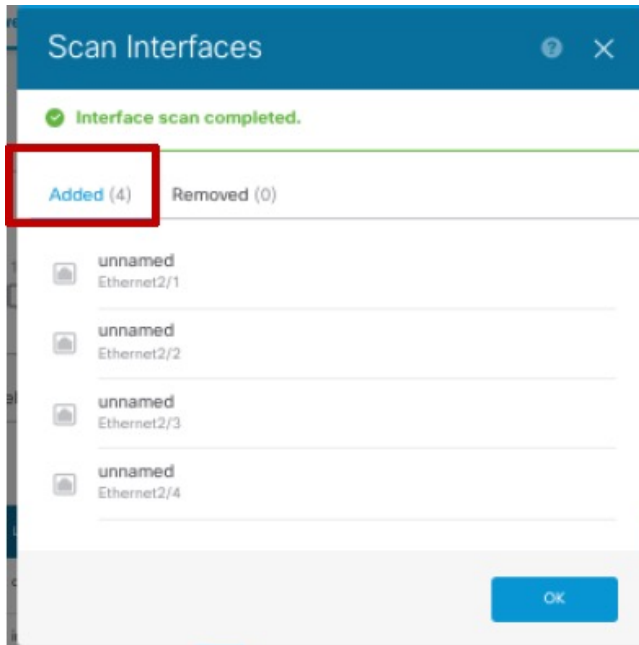 Scan Interfaces
Interface scan completed.
Added (4) Removed (0)
unnamed
Ethernet2/1
unnamed
Ethernet2/2
unnamed
Ethernet2/3
unnamed
Ethernet2/4
OK